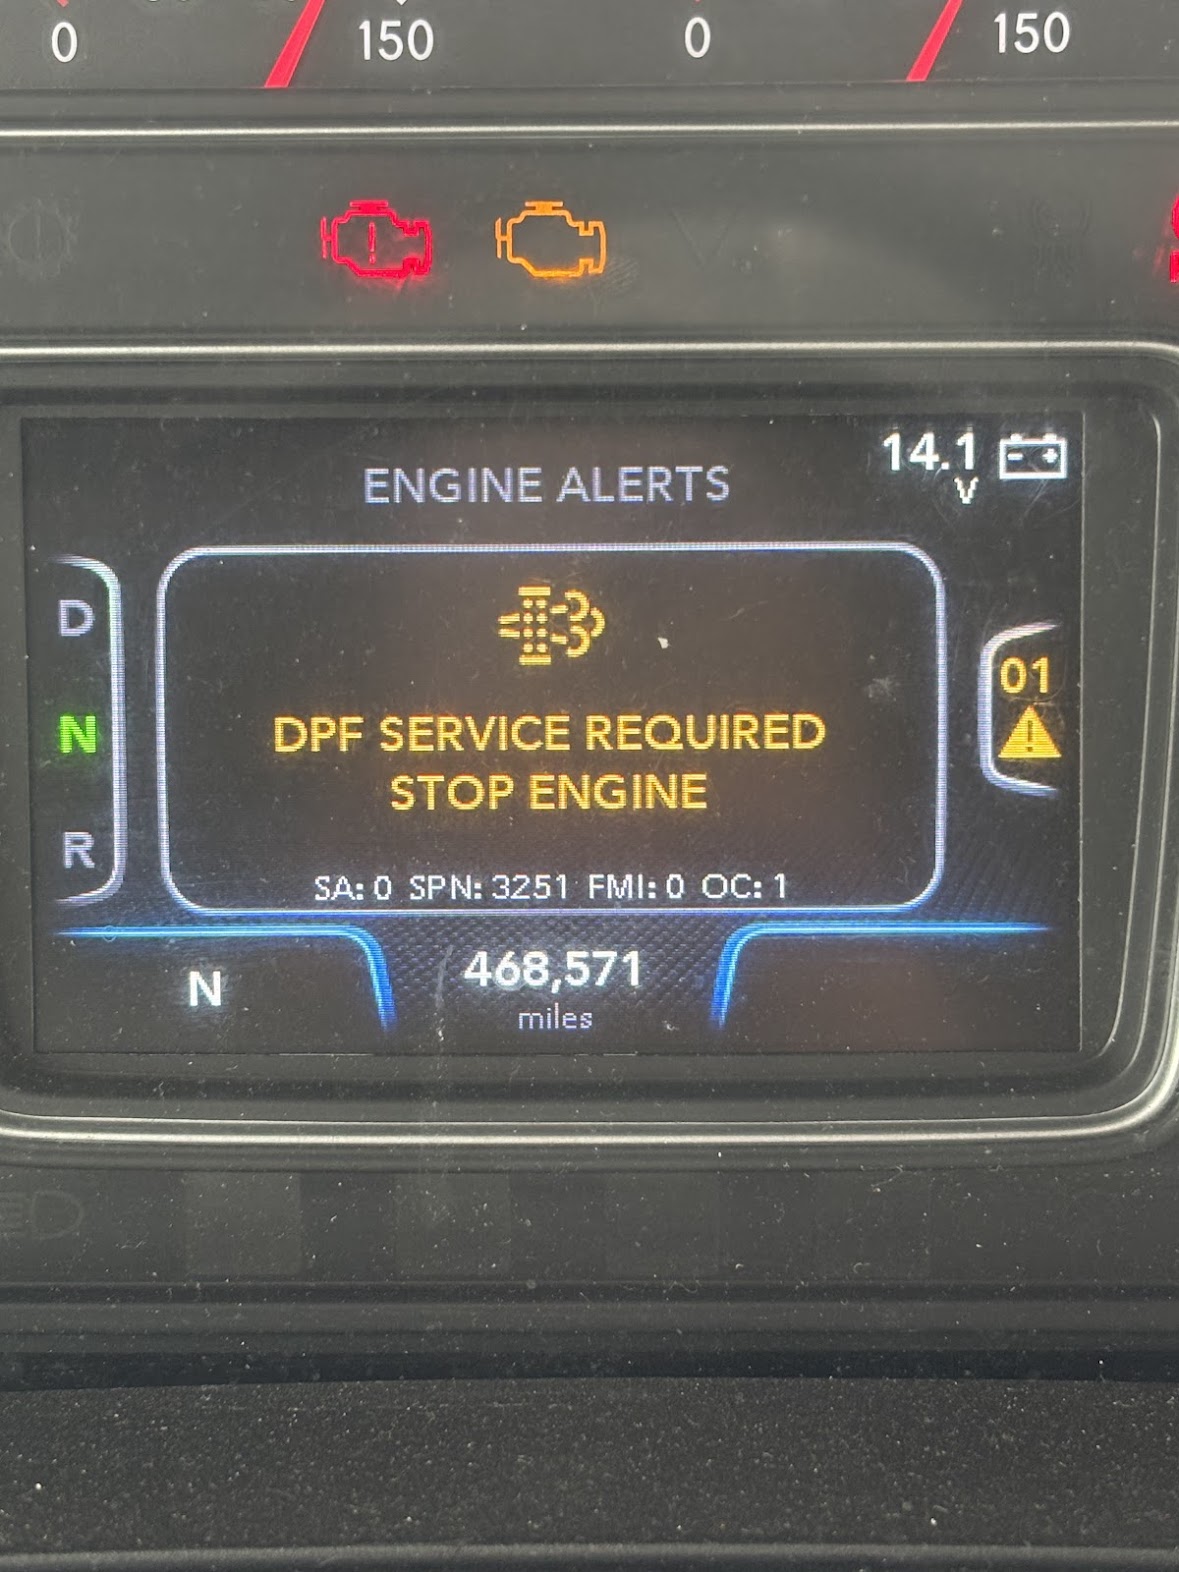 0 150 0 150
14.1
V
ENGINE ALERTS
D
01
DPF SERVICE REQUIRED
N
STOP ENGINE
R
SA: 0 SPN: 3251 FMI: 0 OC: 1
N
468,571
miles